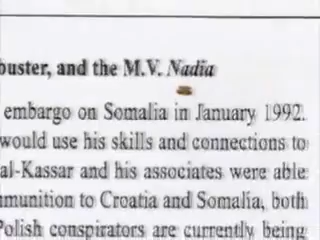 buster, and the M.V. Nadia
embargo on Somalia in January 1992.
would use his skills and connections to
al-Kassar and his associates were able
mmunition to Croatia and Somalia, both
Polish conspirators are currently being